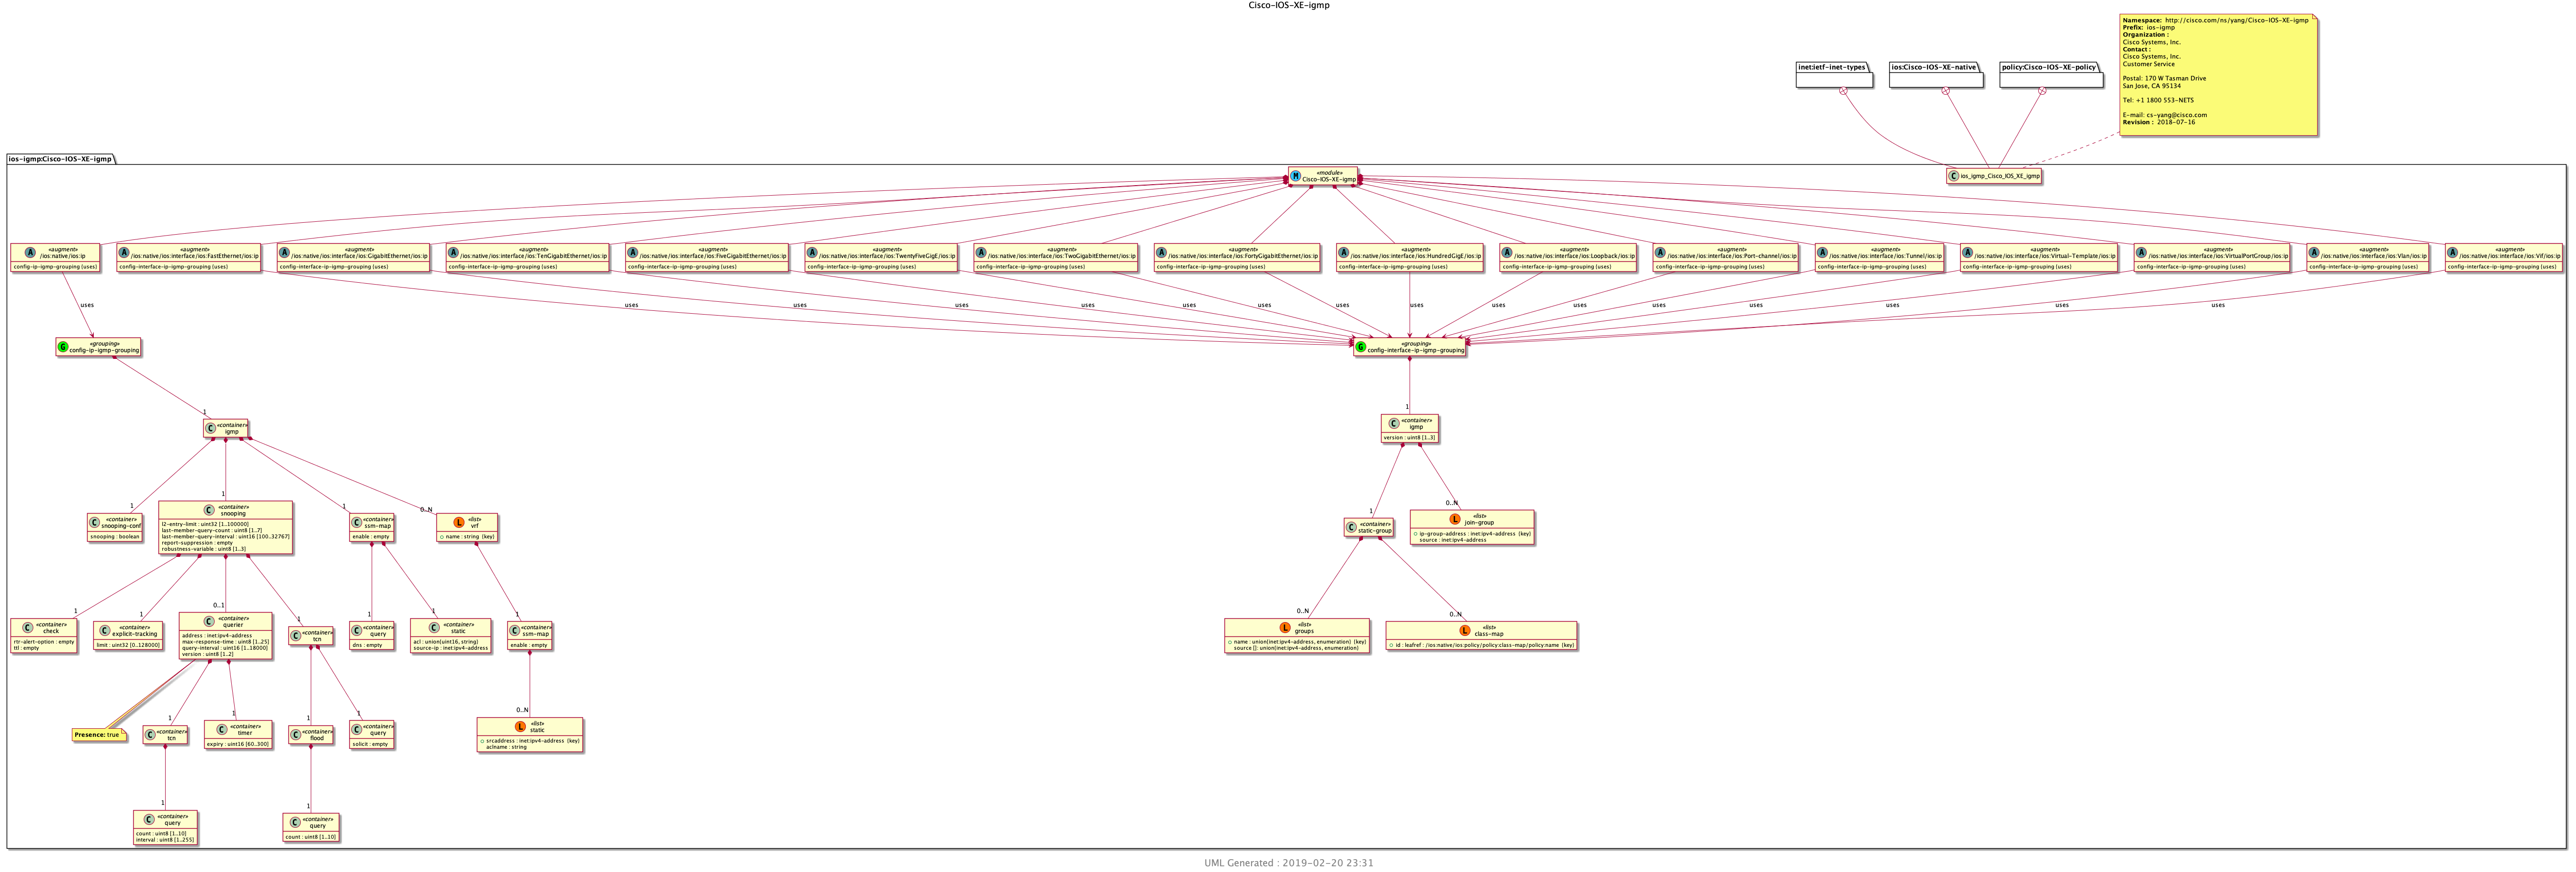 Cisco-IOS-XE-igmp
Namespace: http://cisco.com/ns/yang/Cisco-IOS-XE-igmp
Prefix: ios-igmp
Organization :
Cisco Systems, Inc.
Contact :
Cisco Systems, Inc.
Customer Service
Postal: 170 W Tasman Drive
San Jose, CA 95134
Tel: +1 1800 553-NETS
E-mail: cs-yang@cisco.com
Revision : 2018-07-16
inet:ietf-inet-types
ios:Cisco-IOS-XE-native
policy:Cisco-IOS-XE-policy
ios-igmp:Cisco-IOS-XE-igmp
M «module»
Cisco-IOS-XE-igmp
C ios_igmp_Cisco_IOS_XE_igmp
A «augment»
/ios:native/ios:ip
config-ip-igmp-grouping (uses)
A «augment»
/ios:native/ios:interface/ios:FastEthernet/ios:ip
config-interface-ip-igmp-grouping (uses)
A «augment»
/ios:native/ios:interface/ios:GigabitEthernet/ios:ip
config-interface-ip-igmp-grouping (uses)
A «augment»
/ios:native/ios:interface/ios:TenGigabitEthernet/ios:ip
config-interface-ip-igmp-grouping (uses)
A «augment»
/ios:native/ios:interface/ios:FiveGigabitEthernet/ios:ip
config-interface-ip-igmp-grouping (uses)
A «augment»
/ios:native/ios:interface/ios:TwentyFiveGigE/ios:ip
config-interface-ip-igmp-grouping (uses)
A «augment»
/ios:native/ios:interface/ios:TwoGigabitEthernet/ios:ip
config-interface-ip-igmp-grouping (uses)
A «augment»
/ios:native/ios:interface/ios:FortyGigabitEthernet/ios:ip
config-interface-ip-igmp-grouping (uses)
A «augment»
/ios:native/ios:interface/ios:HundredGigE/ios:ip
config-interface-ip-igmp-grouping (uses)
A «augment»
/ios:native/ios:interface/ios:Loopback/ios:ip
config-interface-ip-igmp-grouping (uses)
A «augment»
/ios:native/ios:interface/ios:Port-channel/ios:ip
config-interface-ip-igmp-grouping (uses)
A «augment»
/ios:native/ios:interface/ios:Tunnel/ios:ip
config-interface-ip-igmp-grouping (uses)
A «augment»
/ios:native/ios:interface/ios:Virtual-Template/ios:ip
config-interface-ip-igmp-grouping (uses)
A «augment»
/ios:native/ios:interface/ios:VirtualPortGroup/ios:ip
config-interface-ip-igmp-grouping (uses)
A «augment»
/ios:native/ios:interface/ios:Vlan/ios:ip
config-interface-ip-igmp-grouping (uses)
A «augment»
/ios:native/ios:interface/ios:Vif/ios:ip
config-interface-ip-igmp-grouping (uses)
uses uses uses uses uses uses uses uses uses uses uses uses uses uses uses uses
G «grouping»
config-ip-igmp-grouping
G «grouping»
config-interface-ip-igmp-grouping
1
1
C «container»
igmp
C «container»
igmp
version : uint8 [1..3]
1 1 1 0..N
1 0..N
C «container»
snooping-conf
snooping : boolean
C «container»
snooping
l2-entry-limit : uint32 [1..100000]
last-member-query-count : uint8 [1..7]
last-member-query-interval : uint16 [100..32767]
report-suppression : empty
robustness-variable : uint8 [1..3]
C «container»
ssm-map
enable : empty
L «list»
vrf
name : string (key)
C «container»
static-group
L «list»
join-group
ip-group-address : inet:ipv4-address (key)
source : inet:ipv4-address
1 1 0..1 1 1 1 1
0..N 0..N
C «container»
check
rtr-alert-option : empty
ttl : empty
C «container»
explicit-tracking
limit : uint32 [0..128000]
C «container»
querier
address : inet:ipv4-address
max-response-time : uint8 [1..25]
query-interval : uint16 [1..18000]
version : uint8 [1..2]
C «container»
tcn
C «container»
query
dns : empty
C «container»
static
acl : union(uint16, string)
source-ip : inet:ipv4-address
C «container»
ssm-map
enable : empty
L «list»
groups
name : union(inet:ipv4-address, enumeration) (key)
source []: union(inet:ipv4-address, enumeration)
L «list»
class-map
id : leafref : /ios:native/ios:policy/policy:class-map/policy:name (key)
1 1 1 1 0..N
Presence: true
C «container»
tcn
C «container»
timer
expiry : uint16 [60..300]
C «container»
flood
C «container»
query
solicit : empty
L «list»
static
srcaddress : inet:ipv4-address (key)
aclname : string
1 1
C «container»
query
count : uint8 [1..10]
interval : uint8 [1..255]
C «container»
query
count : uint8 [1..10]
UML Generated : 2019-02-20 23:31